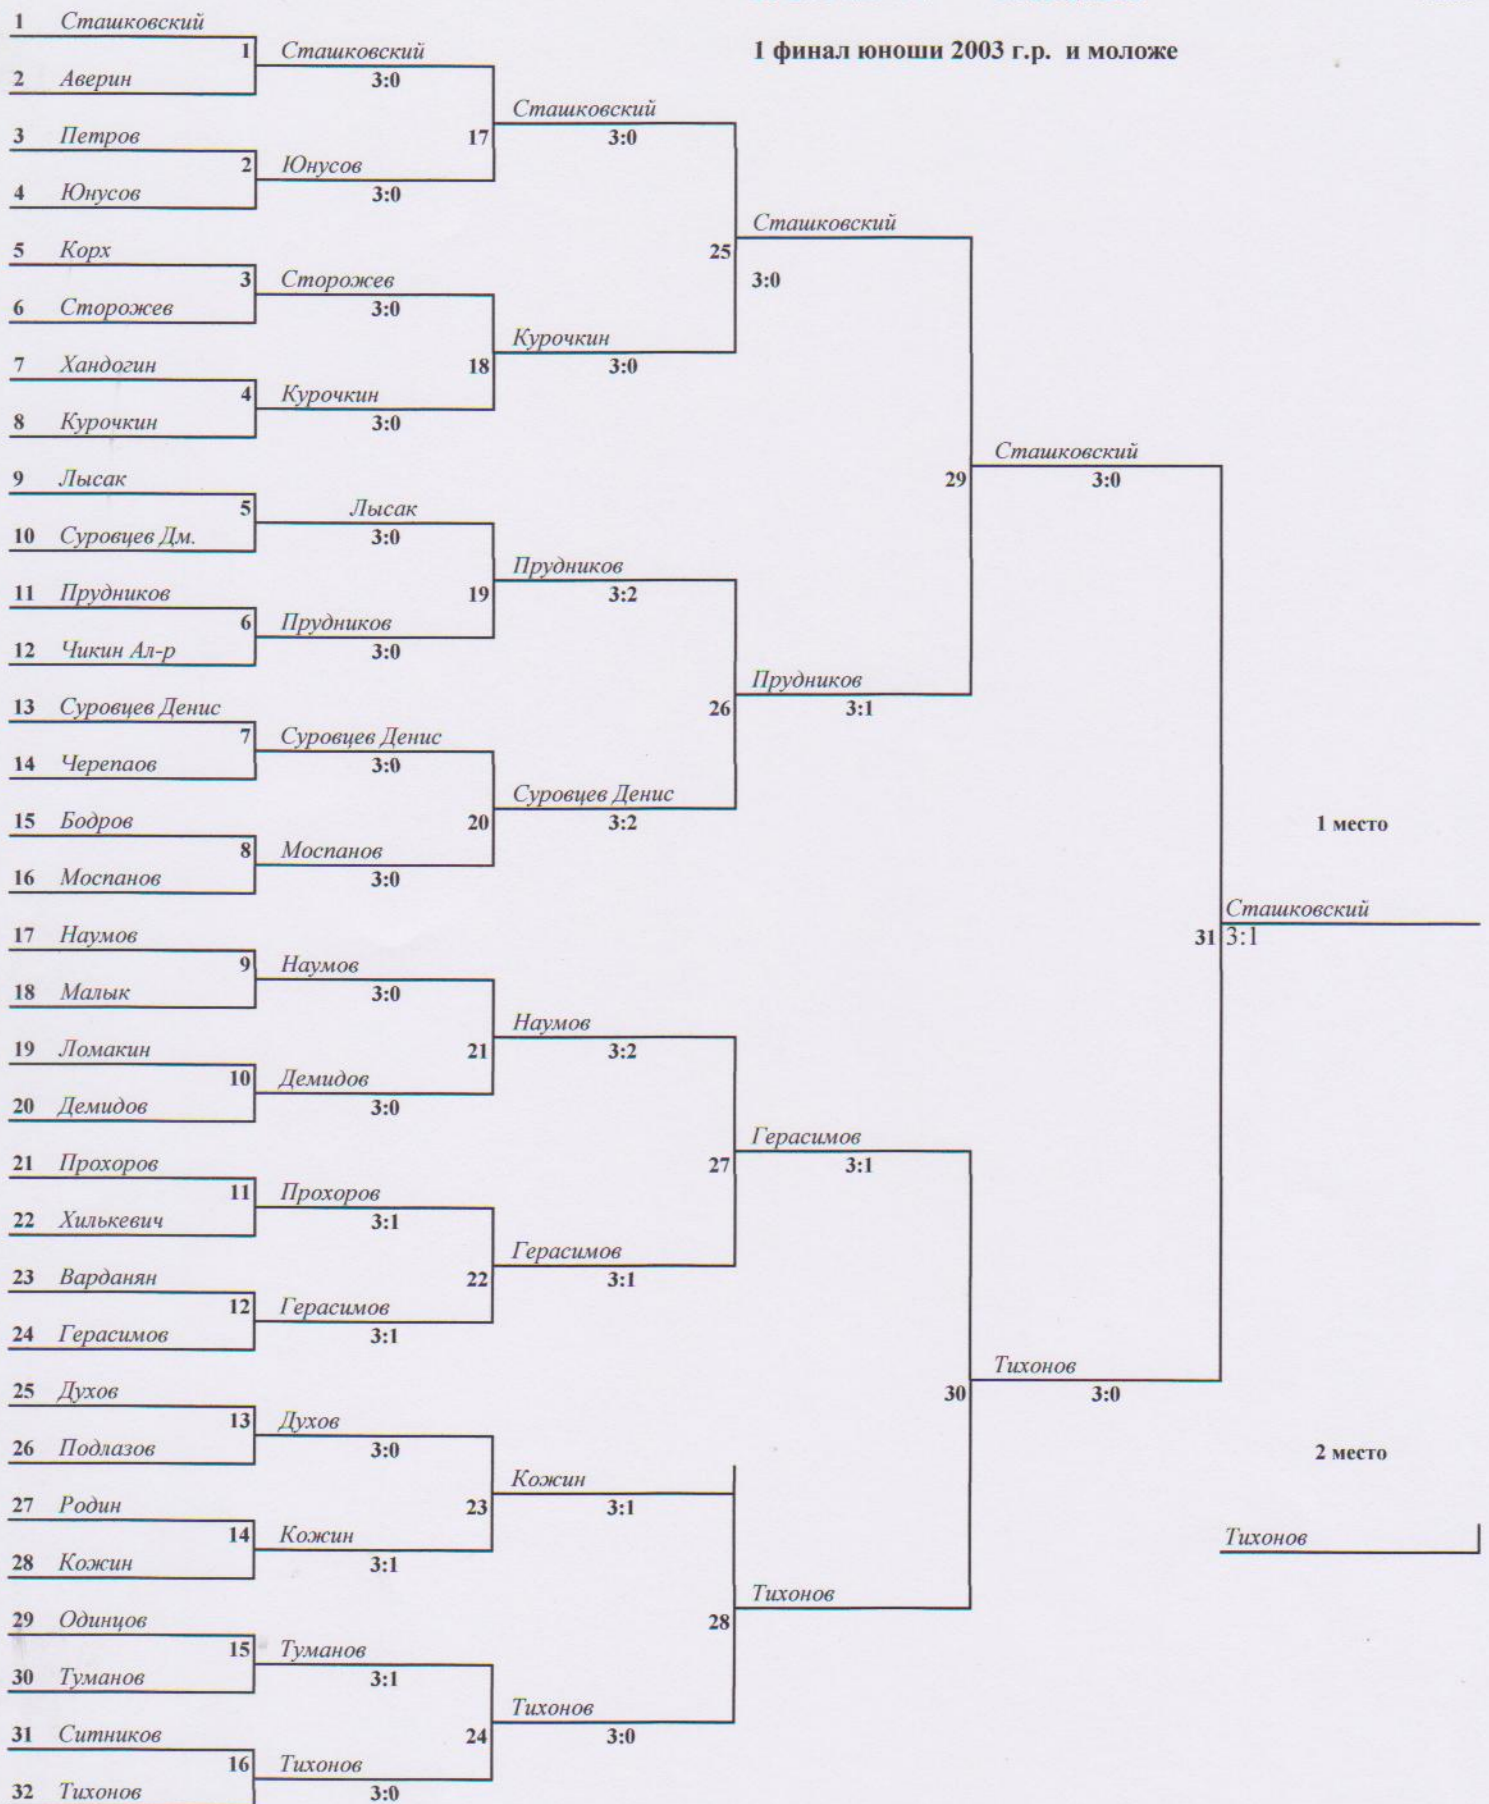 1 финал юноши 2003 г.р. и моложе
1 Сташковский
1 Сташковский
2 Аверин
3:0
Сташковский
3 Петров
17
3:0
2 Юнусов
4 Юнусов
3:0
Сташковский
5 Корх
25
3 Сторожев
3:0
6 Сторожев
3:0
Курочкин
7 Хандогин
18
3:0
4 Курочкин
8 Курочкин
3:0
Сташковский
9 Лысак
29
3:0
5 Лысак
10 Суровцев Дм.
3:0
Прудников
11 Прудников
19
3:2
6 Прудников
12 Чикин Ал-р
3:0
Прудников
13 Суровцев Денис
26
3:1
7 Суровцев Денис
14 Черепаов
3:0
Суровцев Денис
15 Бодров
20
3:2
1 место
8 Моспанов
16 Моспанов
3:0
Сташковский
17 Наумов
31 3:1
9 Наумов
18 Малык
3:0
Наумов
19 Ломакин
21
3:2
10 Демидов
20 Демидов
3:0
Герасимов
21 Прохоров
27
3:1
11 Прохоров
22 Хилькевич
3:1
Герасимов
23 Варданян
22
3:1
12 Герасимов
24 Герасимов
3:1
Тихонов
25 Духов
30
3:0
13 Духов
26 Подлазов
3:0
2 место
Кожин
27 Родин
23
3:1
14 Кожин
Тихонов
28 Кожин
3:1
Тихонов
29 Одинцов
28
15 Туманов
30 Туманов
3:1
Тихонов
31 Ситников
24
3:0
16 Тихонов
32 Тихонов
3:0